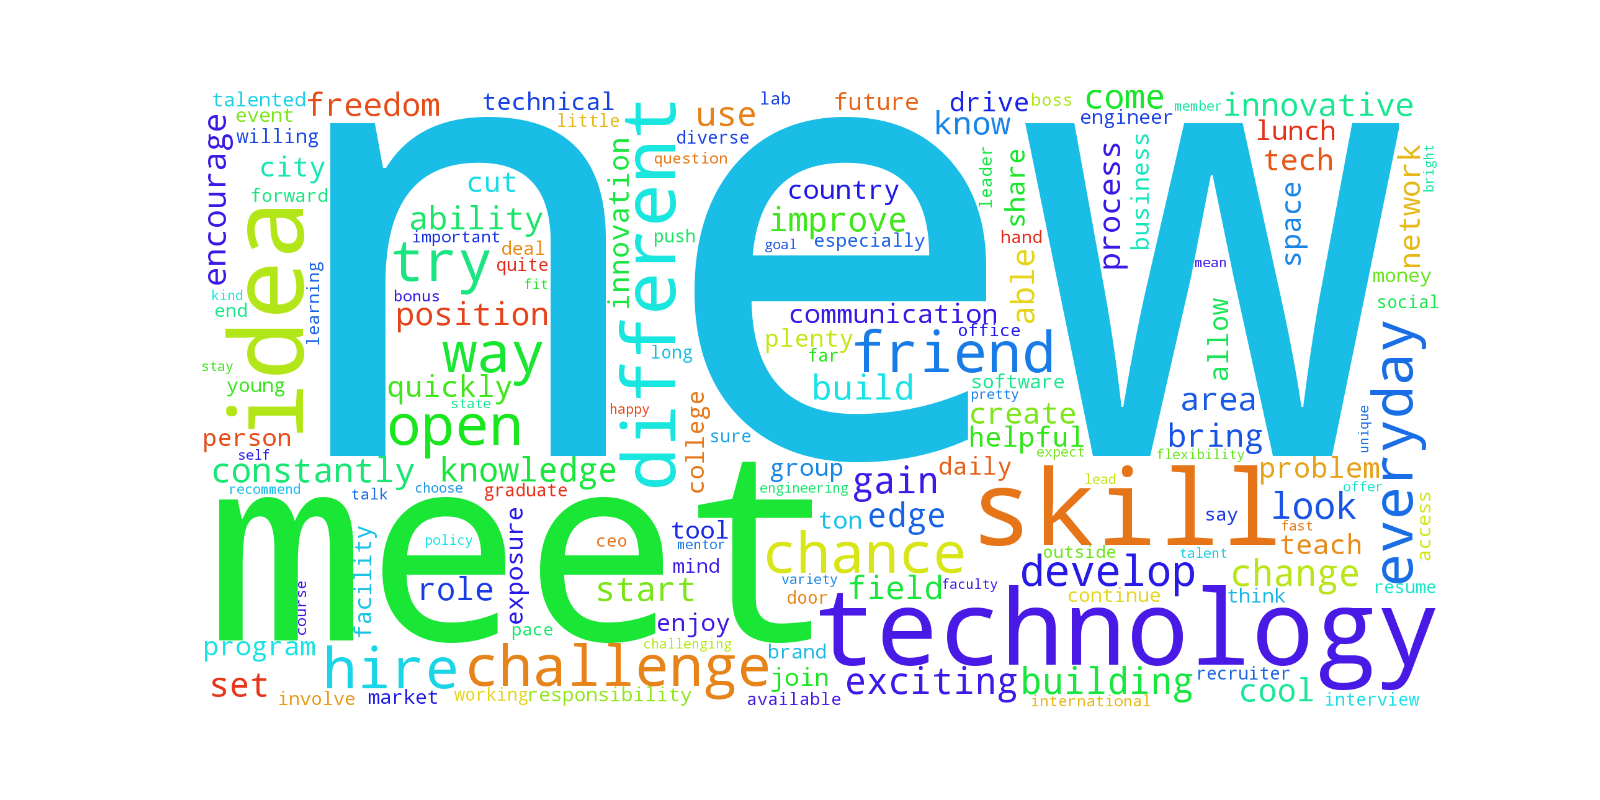 new
meet
technology
skill
idea
different
everyday
challenge
chance
friend
hire
try
way
open
talented
freedom
technical
lab
future
drive
boss
come
member
innovative
event
little
use
know
engineer
willing
diverse
lunch
encourage
city
cut
question
innovation
country
leader
share
process
business
tech
network
bright
forward
ability
improve
space
important
deal
push
goal
especially
hand
quite
fit
mean
money
kind
end
learning
bonus
position
communication
office
able
allow
social
plenty
far
long
stay
young
quickly
build
software
pretty
state
happy
college
create
area
unique
person
self
sure
helpful
bring
expect
flexibility
constantly
knowledge
group
daily
gain
problem
recommend
talk
choose
graduate
engineering
lead
offer
exposure
tool
ton
edge
say
look
fast
access
facility
policy
ceo
mentor
mind
outside
talent
teach
course
role
start
variety
door
field
faculty
develop
continue
change
think
resume
program
pace
enjoy
challenging
brand
set
involve
market
working
responsibility
join
available
exciting
building
international
recruiter
cool
interview